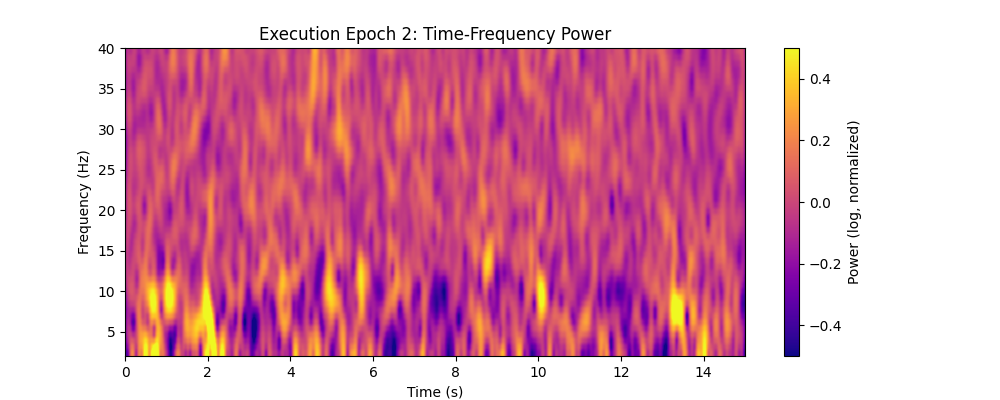 Execution Epoch 2: Time-Frequency Power
40
35
30
25
20
15
10
5
Frequency (Hz)
0 2 4 6 8 10 12 14
Time (s)
0.4
0.2
0.0
−0.2
−0.4
Power (log, normalized)